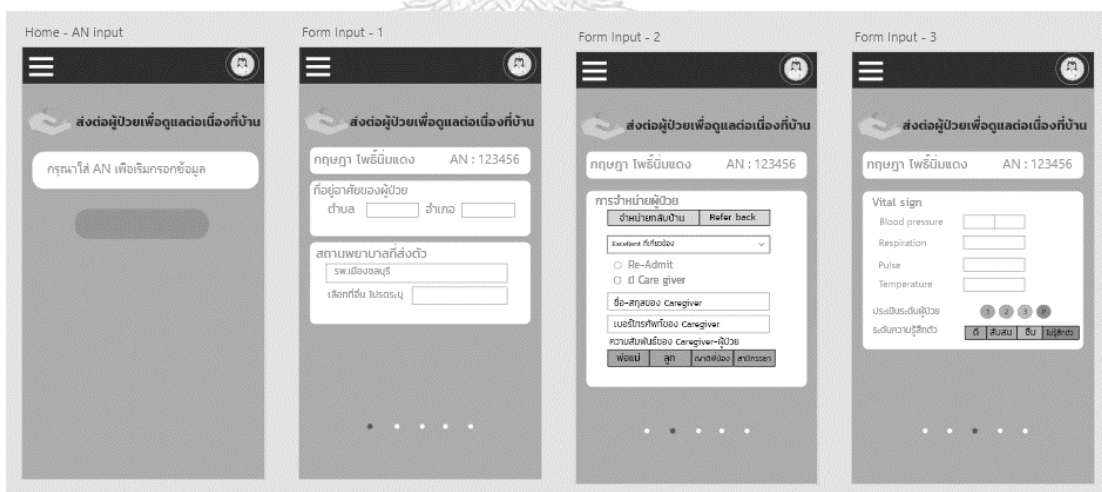 Home - AN input
ส่งต่อผู้ป่วยเพื่อดูแลต่อเนื่องที่บ้าน
กรุณาใส่ AN เพื่อเริ่มกรอกข้อมูล
Form Input - 1
ส่งต่อผู้ป่วยเพื่อดูแลต่อเนื่องที่บ้าน
กฤษฎา โพธิ์นิ่มแดง AN : 123456
ที่อยู่อาศัยของผู้ป่วย
ตำบล อำเภอ
สถานพยาบาลที่ส่งตัว
รพ.เมืองชลบุรี
เลือกที่อื่น โปรดระบุ
Form Input - 2
ส่งต่อผู้ป่วยเพื่อดูแลต่อเนื่องที่บ้าน
กฤษฎา โพธิ์นิ่มแดง AN : 123456
การจำหน่ายผู้ป่วย
จำหน่ายกลับบ้าน Refer back
Excellent ที่เกี่ยวข้อง
Re-Admit
มี Care giver
ชื่อ-สกุลของ Caregiver
เบอร์โทรศัพท์ของ Caregiver
ความสัมพันธ์ของ Caregiver-ผู้ป่วย
พ่อแม่ ลูก ญาติพี่น้อง สามีภรรยา
Form Input - 3
ส่งต่อผู้ป่วยเพื่อดูแลต่อเนื่องที่บ้าน
กฤษฎา โพธิ์นิ่มแดง AN : 123456
Vital sign
Blood pressure
Respiration
Pulse
Temperature
ประเมินระดับผู้ป่วย 1 2 3 P
ระดับความรู้สึกตัว ดี สับสน ซึม ไม่รู้สึกตัว